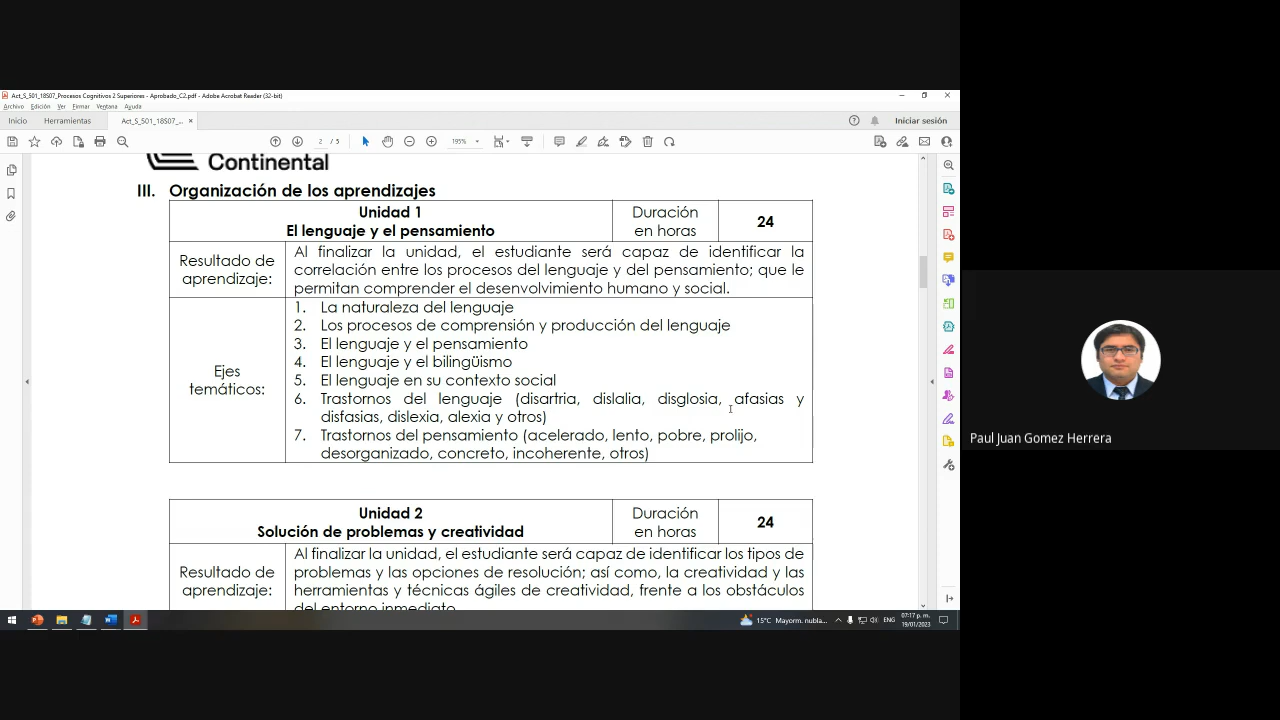 Act_S_501_18S07_Procesos Cognitivos 2 Superiores - Aprobado_C2.pdf - Adobe Acrobat Reader (32-bit)
Archivo Edición Ver Firmar Ventana Ayuda
Inicio Herramientas Act_S_501_18S07_... × Iniciar sesión
2 / 5 195%
Continental
III. Organización de los aprendizajes
Unidad 1
El lenguaje y el pensamiento
Duración
en horas
24
Resultado de
aprendizaje:
Al finalizar la unidad, el estudiante será capaz de identificar la
correlación entre los procesos del lenguaje y del pensamiento; que le
permitan comprender el desenvolvimiento humano y social.
Ejes
temáticos:
1. La naturaleza del lenguaje
2. Los procesos de comprensión y producción del lenguaje
3. El lenguaje y el pensamiento
4. El lenguaje y el bilingüismo
5. El lenguaje en su contexto social
6. Trastornos del lenguaje (disartria, dislalia, disglosia, afasias y
disfasias, dislexia, alexia y otros)
7. Trastornos del pensamiento (acelerado, lento, pobre, prolijo,
desorganizado, concreto, incoherente, otros)
Unidad 2
Solución de problemas y creatividad
Duración
en horas
24
Resultado de
aprendizaje:
Al finalizar la unidad, el estudiante será capaz de identificar los tipos de
problemas y las opciones de resolución; así como, la creatividad y las
herramientas y técnicas ágiles de creatividad, frente a los obstáculos
del entorno inmediato
15°C Mayorm. nubla... ENG
07:17 p. m.
19/01/2023
Paul Juan Gomez Herrera